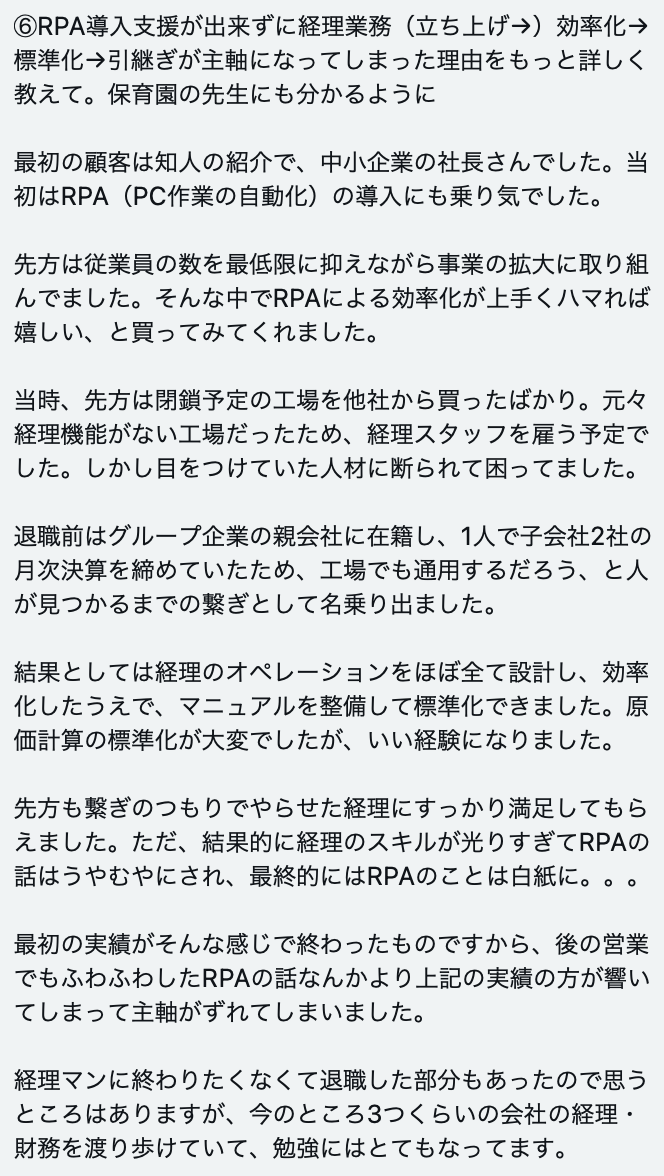 ⑥RPA導入支援が出来ずに経理業務（立ち上げ→）効率化→
標準化→引継ぎが主軸になってしまった理由をもっと詳しく
教えて。保育園の先生にも分かるように
最初の顧客は知人の紹介で、中小企業の社長さんでした。当
初はRPA（PC作業の自動化）の導入にも乗り気でした。
先方は従業員の数を最低限に抑えながら事業の拡大に取り組
んでました。そんな中でRPAによる効率化が上手くハマれば
嬉しい、と買ってみてくれました。
当時、先方は閉鎖予定の工場を他社から買ったばかり。元々
経理機能がない工場だったため、経理スタッフを雇う予定で
した。しかし目をつけていた人材に断られて困ってました。
退職前はグループ企業の親会社に在籍し、1人で子会社2社の
月次決算を締めていたため、工場でも通用するだろう、と人
が見つかるまでの繋ぎとして名乗り出ました。
結果としては経理のオペレーションをほぼ全て設計し、効率
化したうえで、マニュアルを整備して標準化できました。原
価計算の標準化が大変でしたが、いい経験になりました。
先方も繋ぎのつもりでやらせた経理にすっかり満足してもら
えました。ただ、結果的に経理のスキルが光りすぎてRPAの
話はうやむやにされ、最終的にはRPAのことは白紙に。。。
最初の実績がそんな感じで終わったものですから、後の営業
でもふわふわしたRPAの話なんかより上記の実績の方が響い
てしまって主軸がずれてしまいました。
経理マンに終わりたくなくて退職した部分もあったので思う
ところはありますが、今のところ3つくらいの会社の経理・
財務を渡り歩けていて、勉強にはとてもなってます。